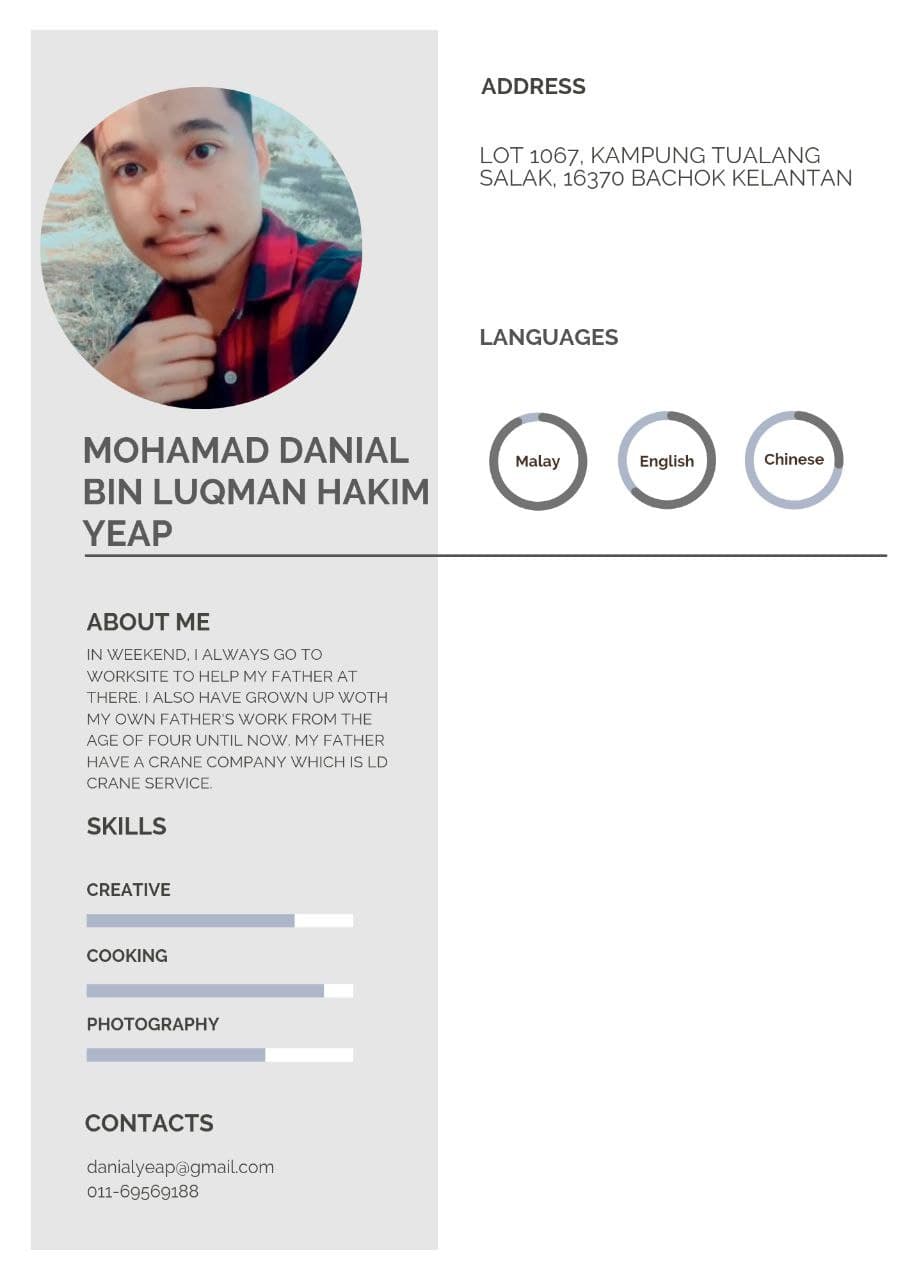 MOHAMAD DANIAL
BIN LUQMAN HAKIM
YEAP
ABOUT ME
IN WEEKEND, I ALWAYS GO TO
WORKSITE TO HELP MY FATHER AT
THERE. I ALSO HAVE GROWN UP WOTH
MY OWN FATHER'S WORK FROM THE
AGE OF FOUR UNTIL NOW. MY FATHER
HAVE A CRANE COMPANY WHICH IS LD
CRANE SERVICE.
SKILLS
CREATIVE
COOKING
PHOTOGRAPHY
CONTACTS
danialyeap@gmail.com
011-69569188
ADDRESS
LOT 1067, KAMPUNG TUALANG
SALAK, 16370 BACHOK KELANTAN
LANGUAGES
Malay
English
Chinese